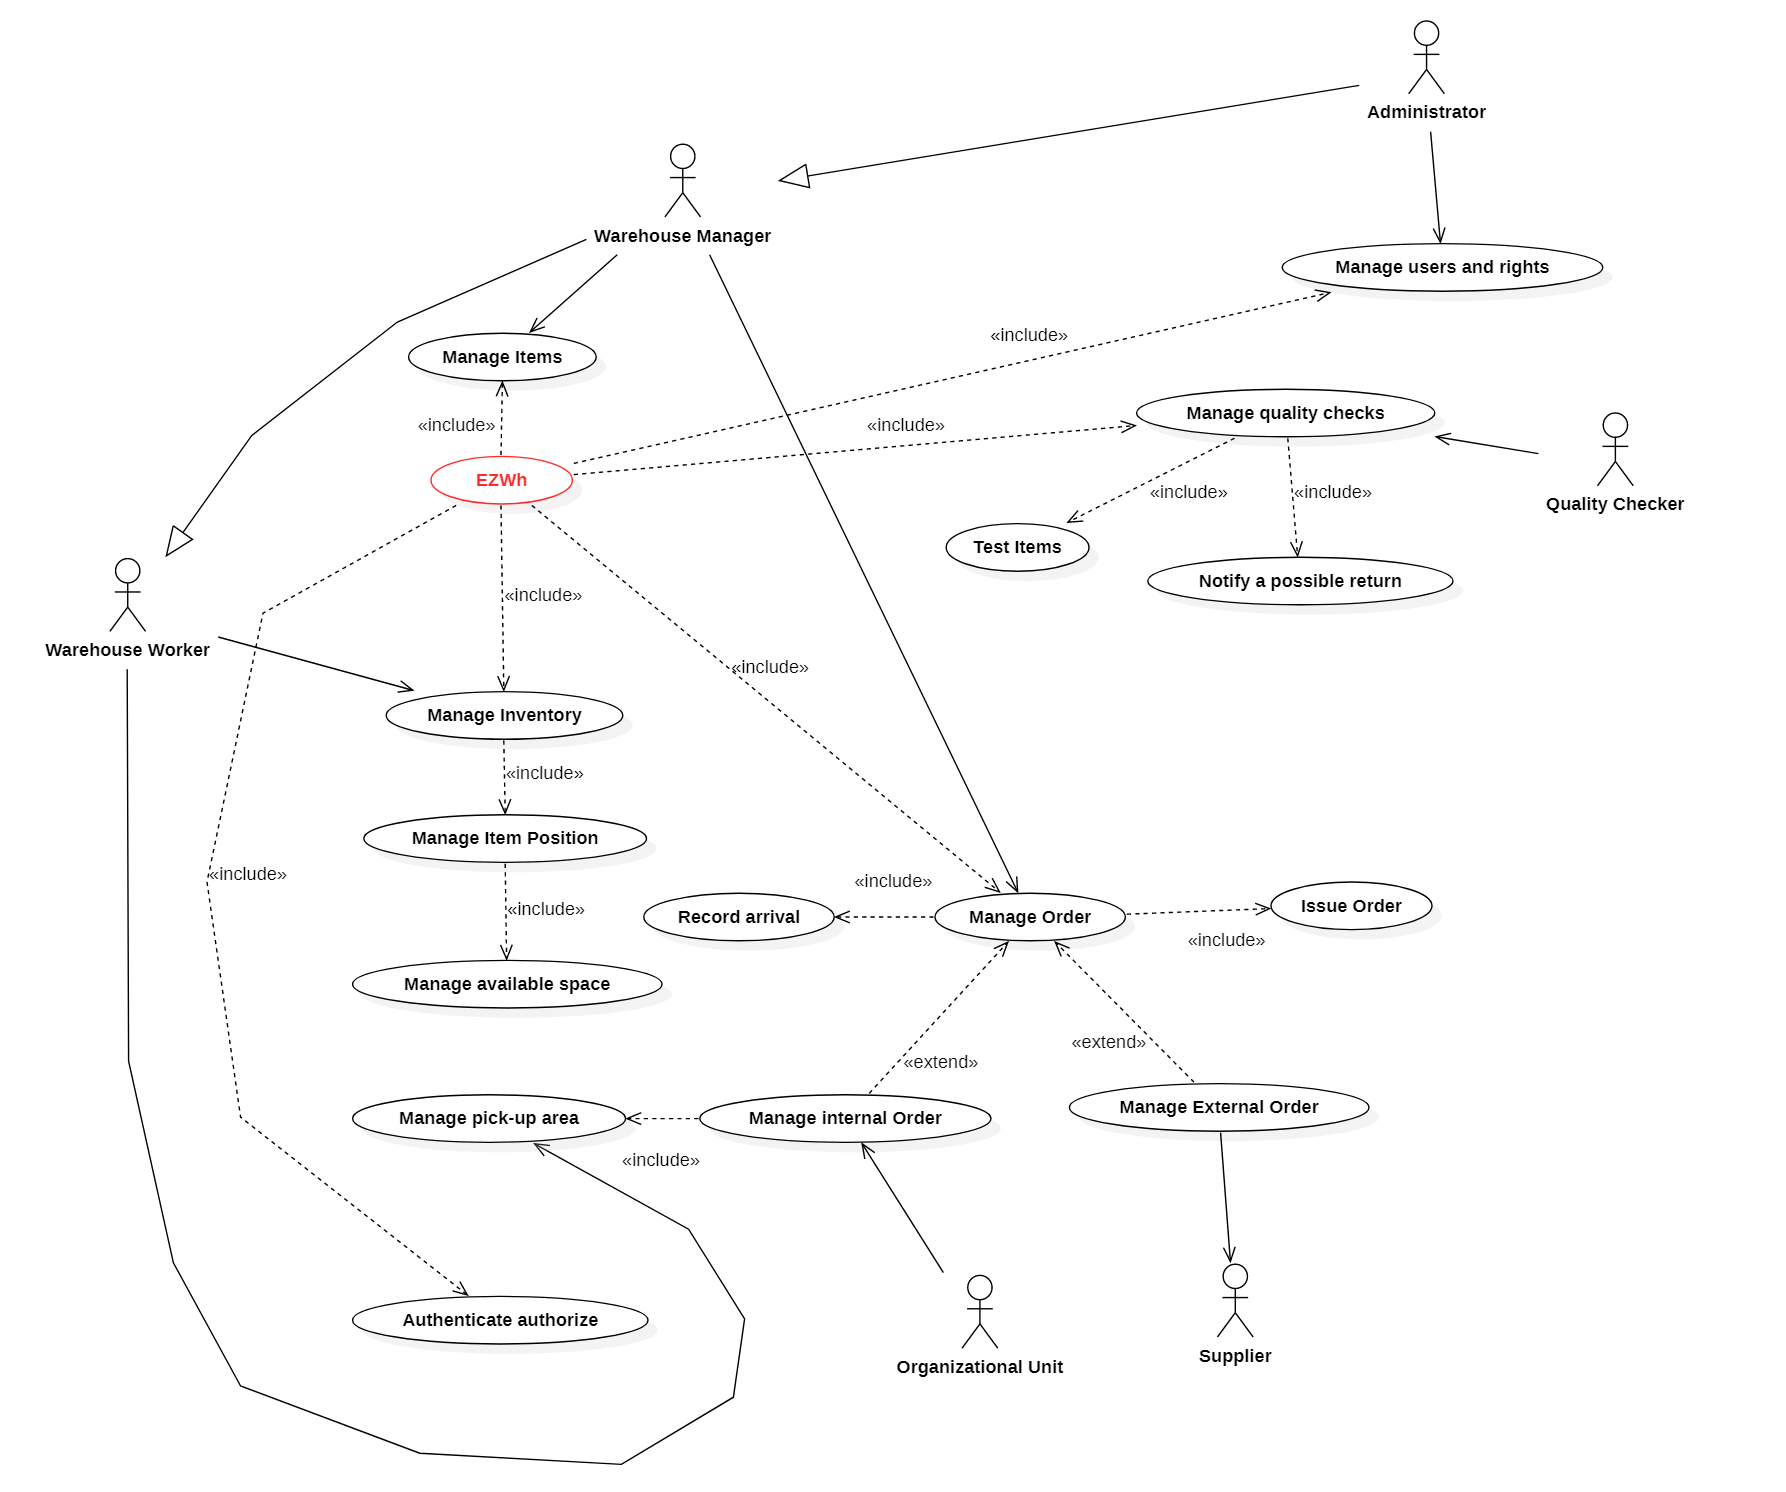 Administrator
Warehouse Manager
Manage users and rights
«include»
Manage Items
«include»
«include»
Manage quality checks
EZWh
«include»
«include»
Quality Checker
Test Items
Notify a possible return
«include»
Warehouse Worker
«include»
Manage Inventory
«include»
Manage Item Position
«include»
«include»
«include»
Record arrival
Manage Order
Issue Order
«include»
Manage available space
«extend»
«extend»
Manage pick-up area
Manage internal Order
Manage External Order
«include»
Authenticate authorize
Organizational Unit
Supplier